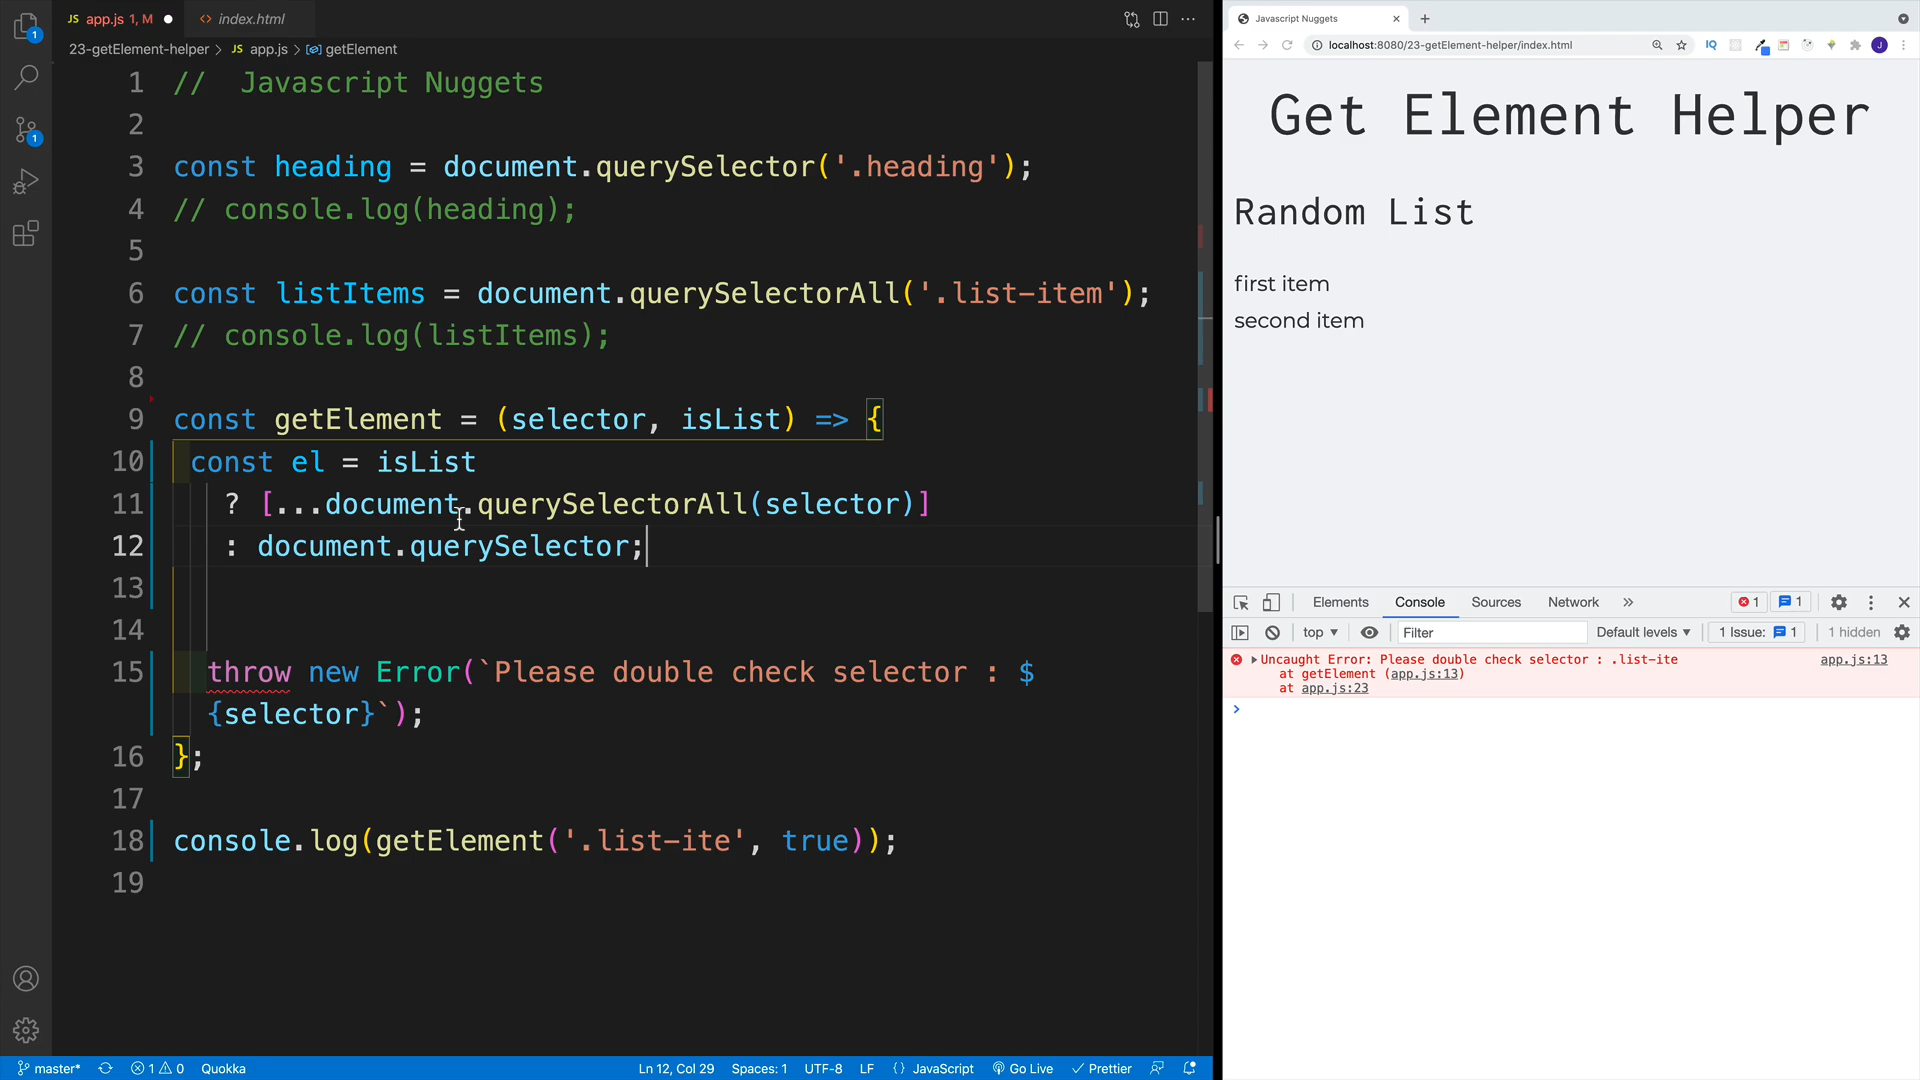 JS app.js 1, M ● <> index.html
23-getElement-helper > JS app.js > getElement
1 // Javascript Nuggets
2
3 const heading = document.querySelector('.heading');
4 // console.log(heading);
5
6 const listItems = document.querySelectorAll('.list-item');
7 // console.log(listItems);
8
9 const getElement = (selector, isList) => {
10 const el = isList
11 ? [...document.querySelectorAll(selector)]
12 : document.querySelector;
13
14
15 throw new Error(`Please double check selector : $
{selector}`);
16 };
17
18 console.log(getElement('.list-ite', true));
19
1
1
master* 1 0 Quokka Ln 12, Col 29 Spaces: 1 UTF-8 LF {} JavaScript Go Live Prettier
Javascript Nuggets
localhost:8080/23-getElement-helper/index.html IQ J
Get Element Helper
Random List
first item
second item
Elements Console Sources Network » 1 1
top ▼ Filter Default levels ▼ 1 Issue: 1 1 hidden
Uncaught Error: Please double check selector : .list-ite app.js:13
at getElement (app.js:13)
at app.js:23
>